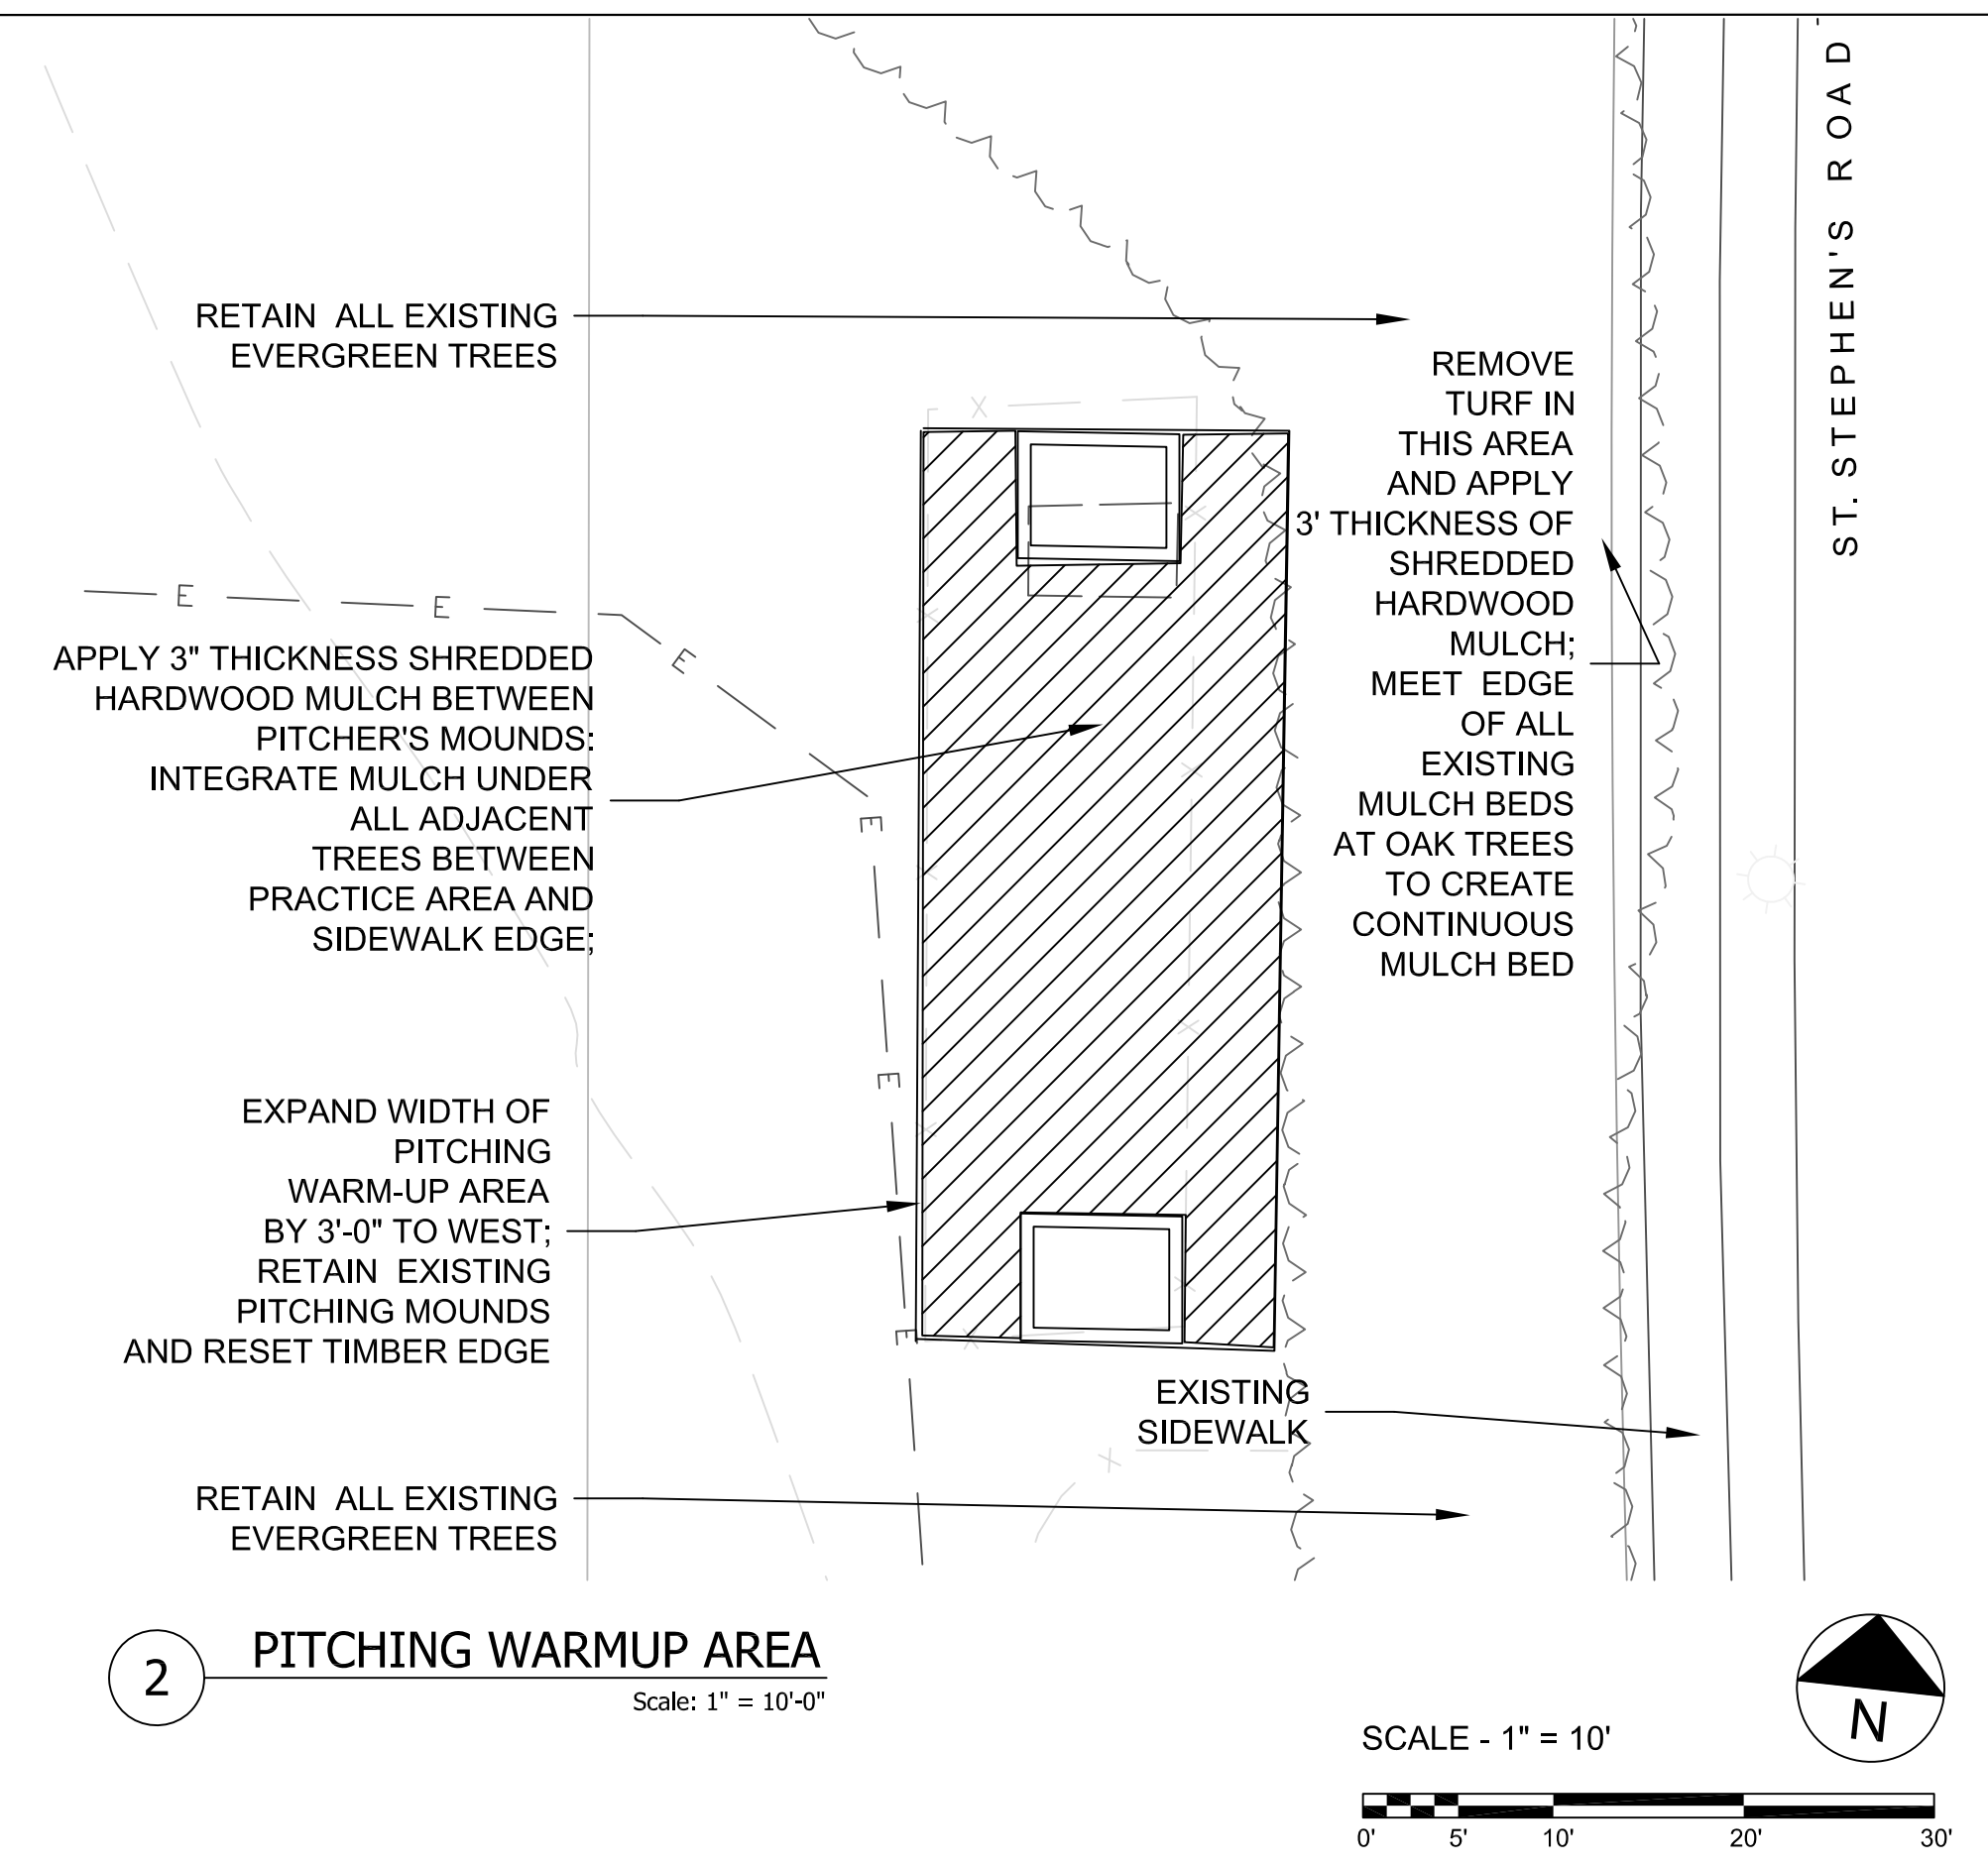 ST. STEPHEN'S ROAD
RETAIN ALL EXISTING
EVERGREEN TREES
REMOVE
TURF IN
THIS AREA
AND APPLY
3' THICKNESS OF
SHREDDED
HARDWOOD
MULCH;
MEET EDGE
OF ALL
EXISTING
MULCH BEDS
AT OAK TREES
TO CREATE
CONTINUOUS
MULCH BED
X
X
X
X
X
X
X
X
X
X
X
E
E
E
E
E
E
APPLY 3" THICKNESS SHREDDED
HARDWOOD MULCH BETWEEN
PITCHER'S MOUNDS;
INTEGRATE MULCH UNDER
ALL ADJACENT
TREES BETWEEN
PRACTICE AREA AND
SIDEWALK EDGE;
EXPAND WIDTH OF
PITCHING
WARM-UP AREA
BY 3'-0" TO WEST;
RETAIN EXISTING
PITCHING MOUNDS
AND RESET TIMBER EDGE
EXISTING
SIDEWALK
RETAIN ALL EXISTING
EVERGREEN TREES
2
PITCHING WARMUP AREA
Scale: 1" = 10'-0"
N
SCALE - 1" = 10'
0' 5' 10' 20' 30'